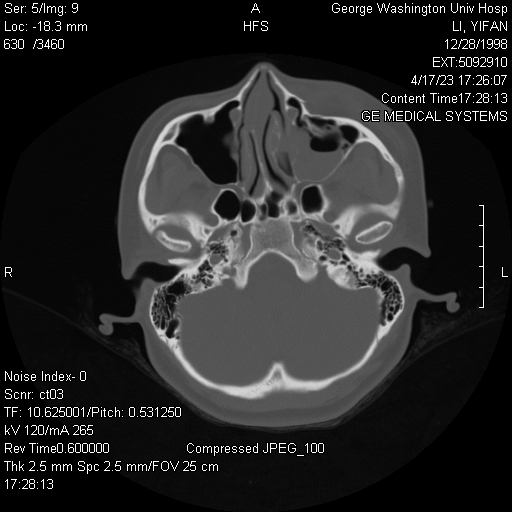 Ser: 5/Img: 9
Loc: -18.3 mm
630 /3460
A
HFS
George Washington Univ Hosp
LI, YIFAN
12/28/1998
EXT:5092910
4/17/23 17:26:07
Content Time17:28:13
GE MEDICAL SYSTEMS
R
L
Noise Index- 0
Scnr: ct03
TF: 10.625001/Pitch: 0.531250
kV 120/mA 265
Rev Time0.600000
Compressed JPEG_100
Thk 2.5 mm Spc 2.5 mm/FOV 25 cm
17:28:13